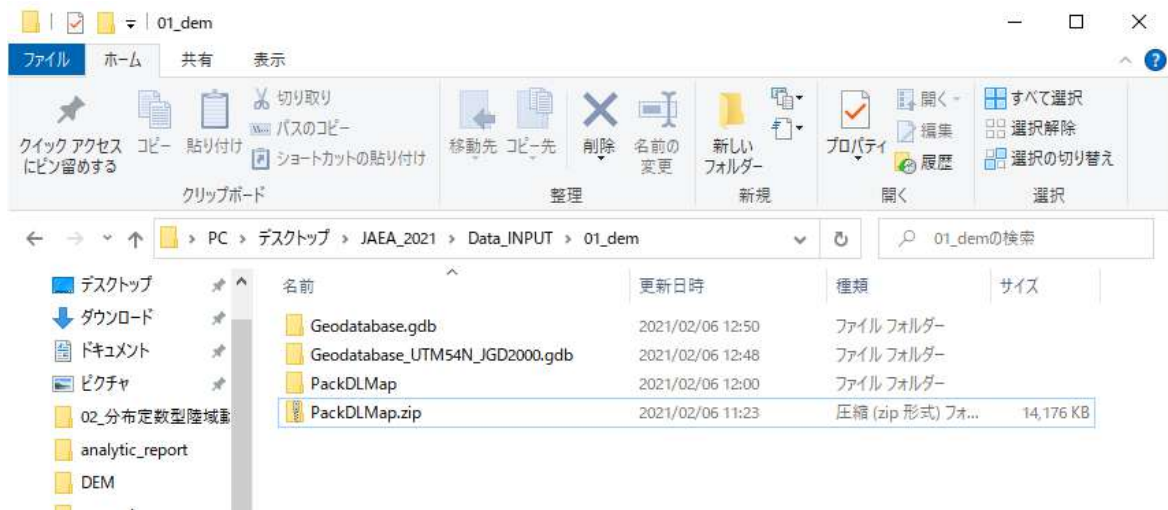 01_dem
ファイル ホーム 共有 表示
クイック アクセス
にピン留めする
コピー
貼り付け
切り取り
パスのコピー
ショートカットの貼り付け
移動先 コピー先 削除 名前の
変更
新しい
フォルダー
プロパティ
開く
編集
履歴
すべて選択
選択解除
選択の切り替え
クリップボード 整理 新規 開く 選択
PC › デスクトップ › JAEA_2021 › Data_INPUT › 01_dem
01_demの検索
デスクトップ
ダウンロード
ドキュメント
ピクチャ
02_分布定数型陸域動
analytic_report
DEM
名前 更新日時 種類 サイズ
Geodatabase.gdb 2021/02/06 12:50 ファイル フォルダー
Geodatabase_UTM54N_JGD2000.gdb 2021/02/06 12:48 ファイル フォルダー
PackDLMap 2021/02/06 12:00 ファイル フォルダー
PackDLMap.zip 2021/02/06 11:23 圧縮 (zip 形式) フォ... 14,176 KB